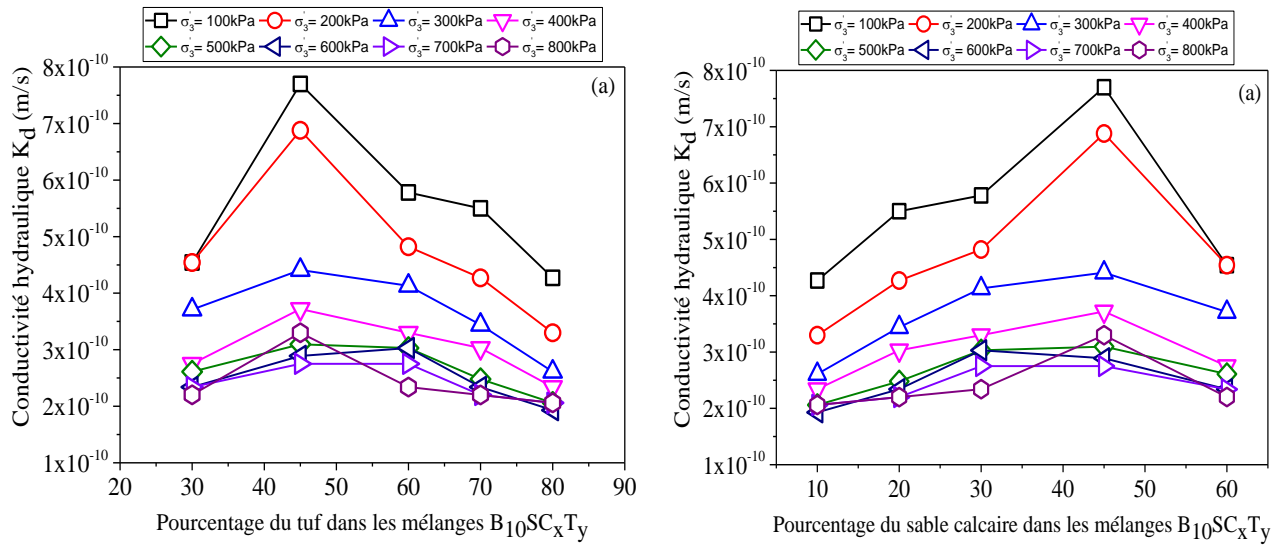 σ'₃= 100kPa σ'₃= 200kPa σ'₃= 300kPa σ'₃= 400kPa
σ'₃= 500kPa σ'₃= 600kPa σ'₃= 700kPa σ'₃= 800kPa
(a)
Conductivité hydraulique K_d (m/s)
8x10⁻¹⁰
7x10⁻¹⁰
6x10⁻¹⁰
5x10⁻¹⁰
4x10⁻¹⁰
3x10⁻¹⁰
2x10⁻¹⁰
1x10⁻¹⁰
20 30 40 50 60 70 80 90
Pourcentage du tuf dans les mélanges B₁₀SCₓT_y
σ'₃= 100kPa σ'₃= 200kPa σ'₃= 300kPa σ'₃= 400kPa
σ'₃= 500kPa σ'₃= 600kPa σ'₃= 700kPa σ'₃= 800kPa
(a)
Conductivité hydraulique K_d (m/s)
8x10⁻¹⁰
7x10⁻¹⁰
6x10⁻¹⁰
5x10⁻¹⁰
4x10⁻¹⁰
3x10⁻¹⁰
2x10⁻¹⁰
1x10⁻¹⁰
10 20 30 40 50 60
Pourcentage du sable calcaire dans les mélanges B₁₀SCₓT_y